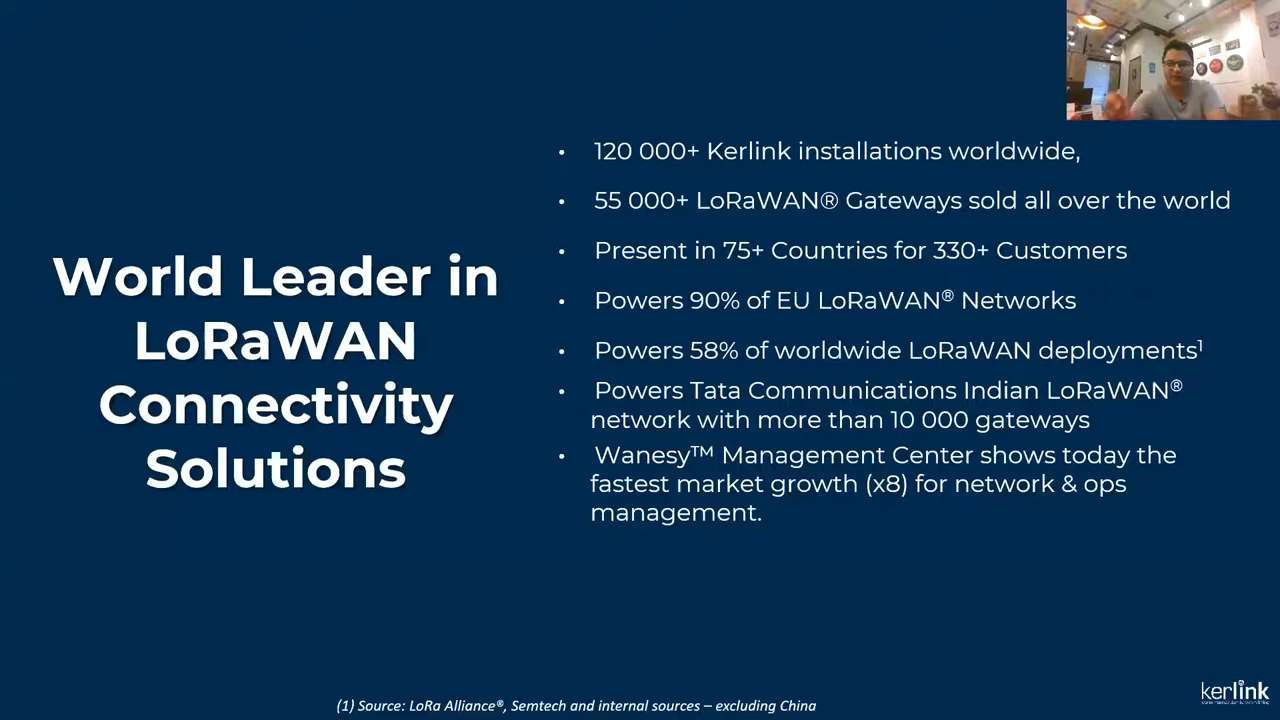 World Leader in
LoRaWAN
Connectivity
Solutions
• 120 000+ Kerlink installations worldwide,
• 55 000+ LoRaWAN® Gateways sold all over the world
• Present in 75+ Countries for 330+ Customers
• Powers 90% of EU LoRaWAN® Networks
• Powers 58% of worldwide LoRaWAN deployments¹
• Powers Tata Communications Indian LoRaWAN®
network with more than 10 000 gateways
• Wanesy™ Management Center shows today the
fastest market growth (x8) for network & ops
management.
(1) Source: LoRa Alliance®, Semtech and internal sources – excluding China
kerlink